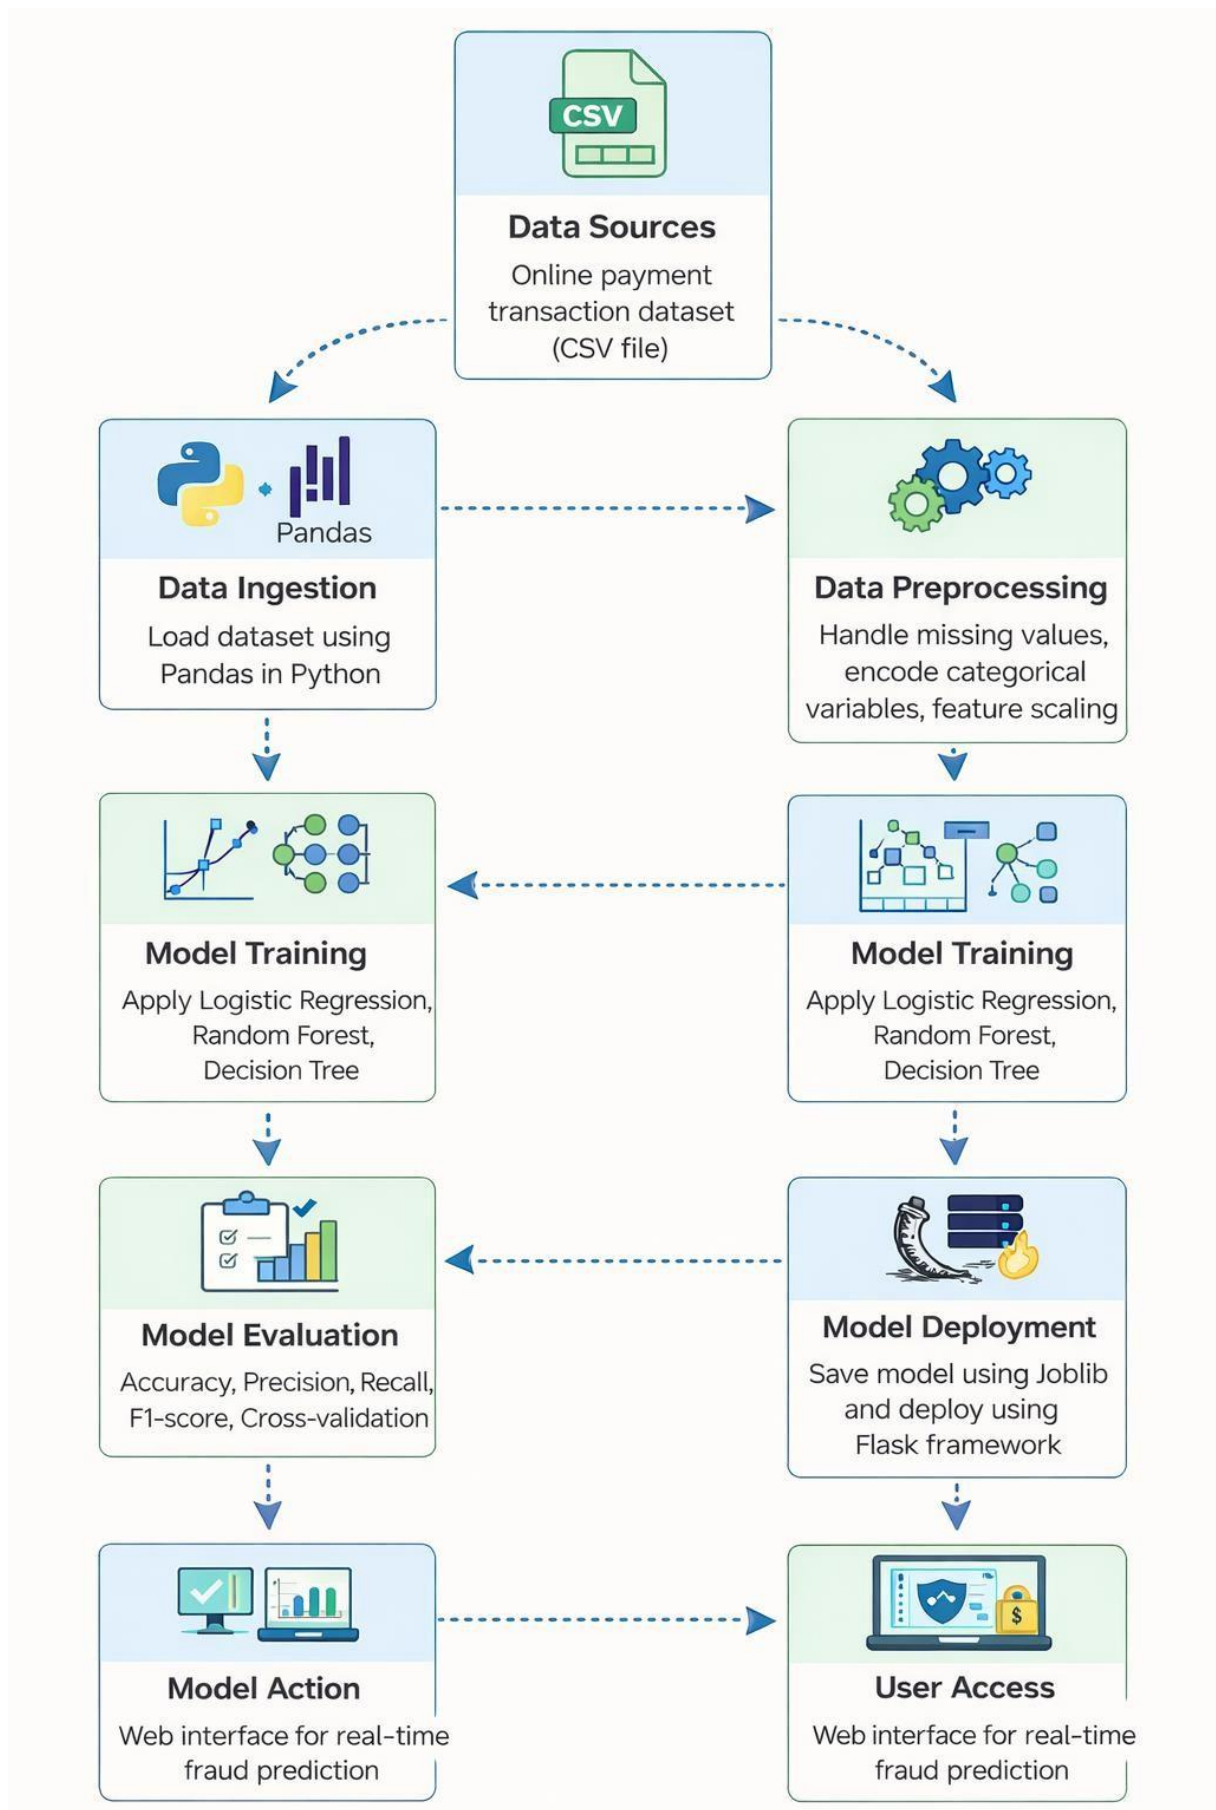 CSV
Data Sources
Online payment
transaction dataset
(CSV file)
Pandas
Data Ingestion
Load dataset using
Pandas in Python
Data Preprocessing
Handle missing values,
encode categorical
variables, feature scaling
Model Training
Apply Logistic Regression,
Random Forest,
Decision Tree
Model Training
Apply Logistic Regression,
Random Forest,
Decision Tree
Model Evaluation
Accuracy, Precision, Recall,
F1-score, Cross-validation
Model Deployment
Save model using Joblib
and deploy using
Flask framework
Model Action
Web interface for real-time
fraud prediction
$
User Access
Web interface for real-time
fraud prediction